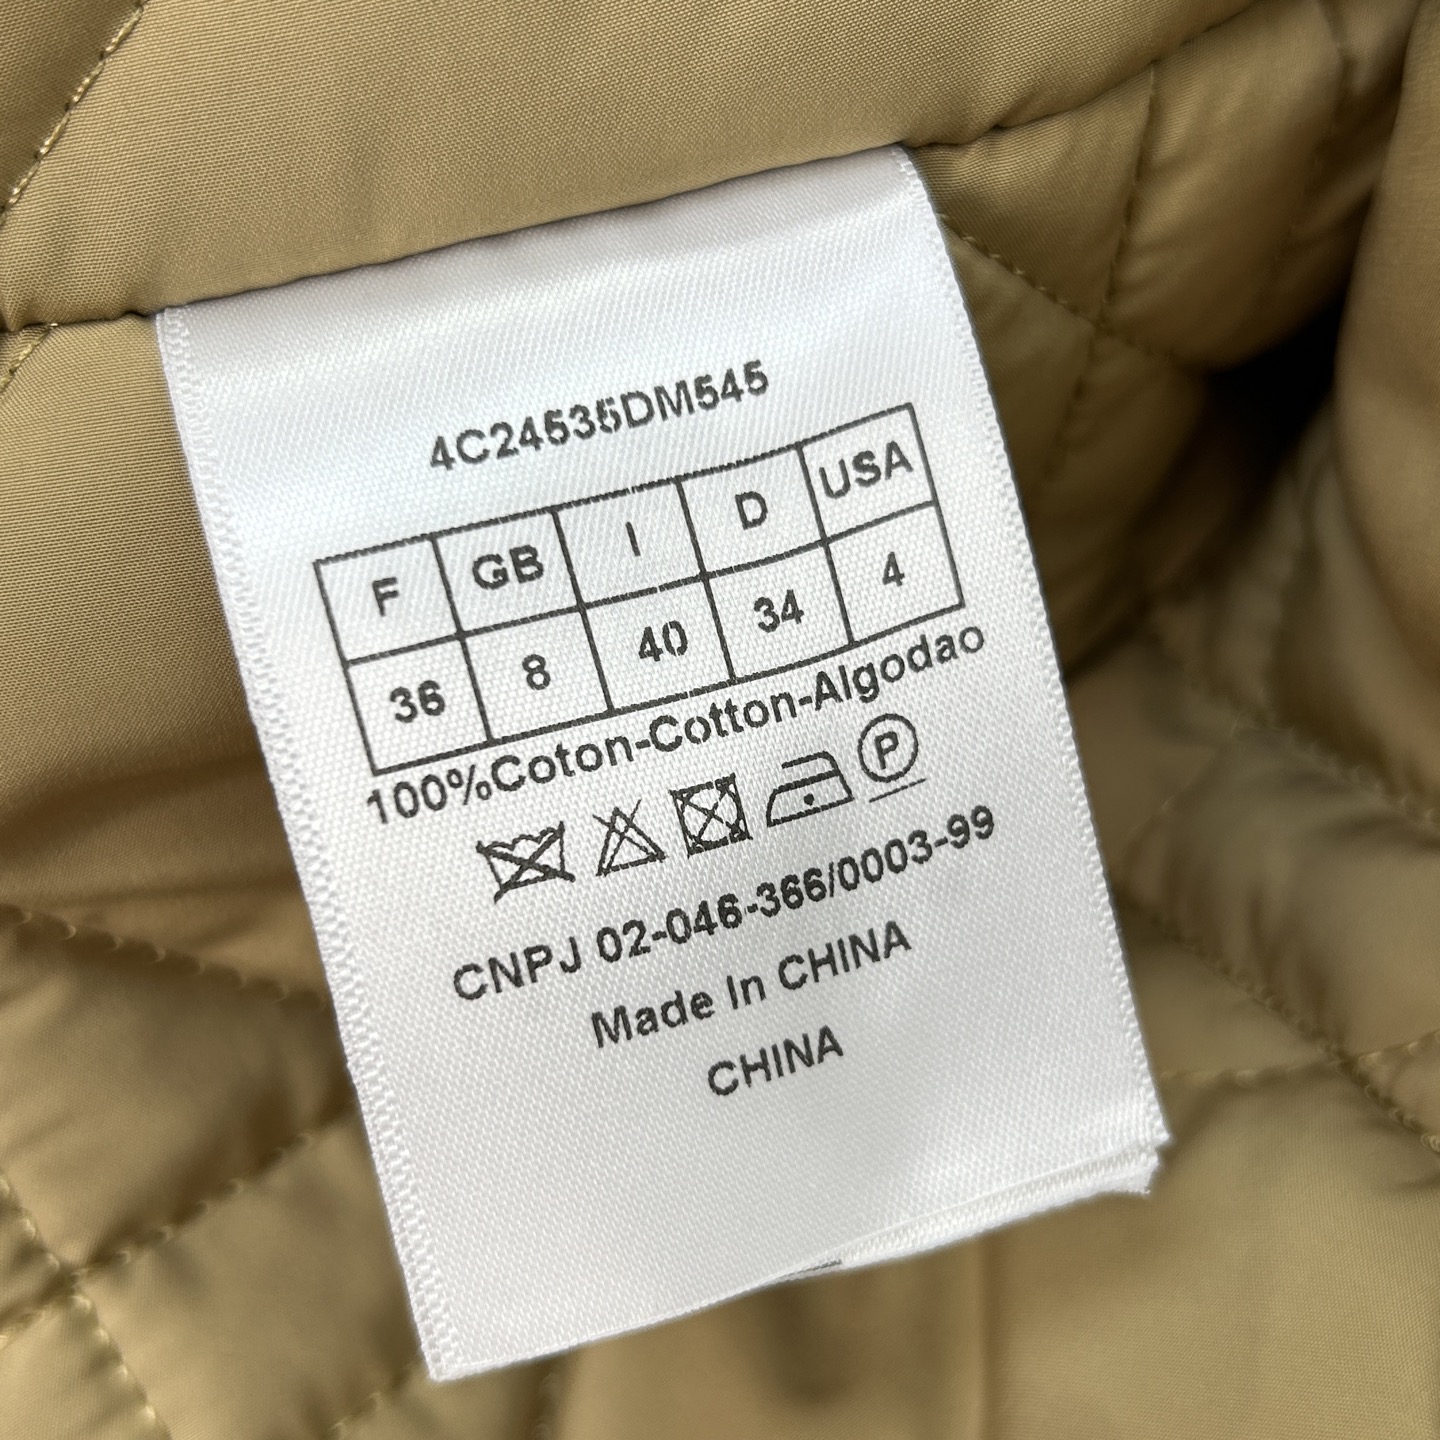 4C24535DM545
F GB I D USA
36 8 40 34 4
100%Coton-Cotton-Algodao
P
CNPJ 02-046-366/0003-99
Made In CHINA
CHINA